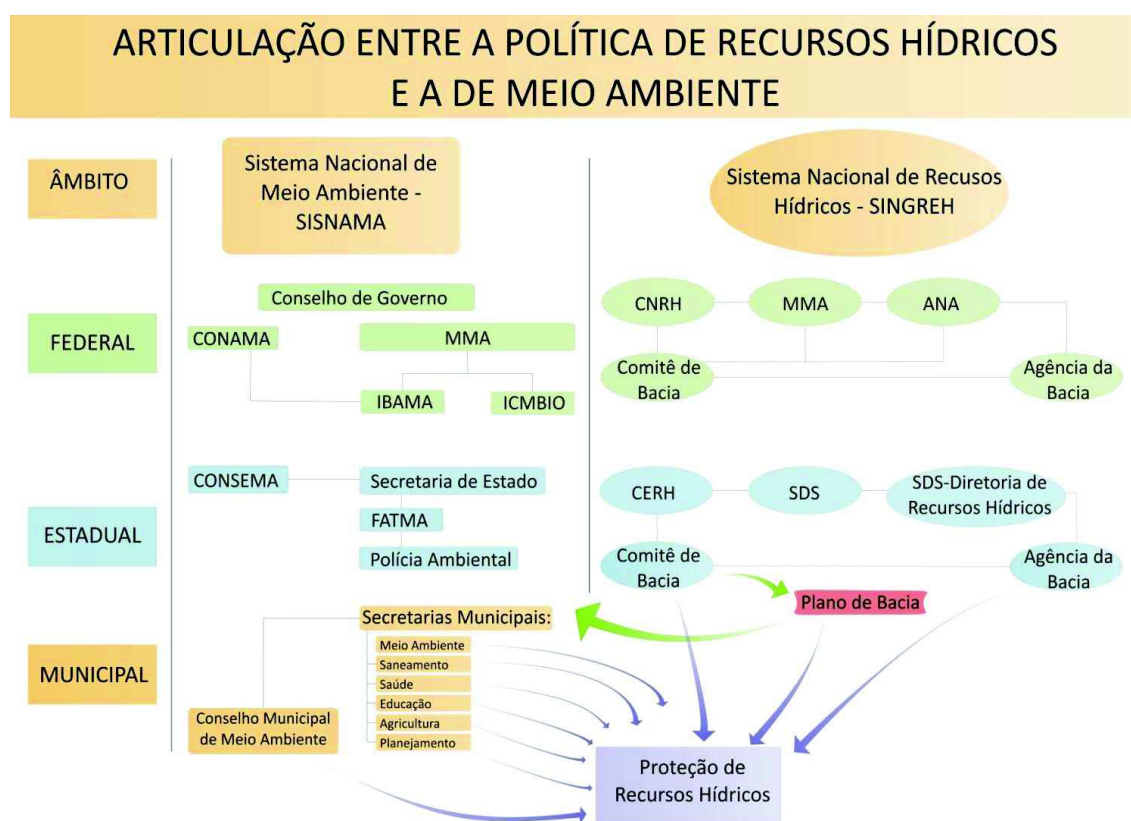 ARTICULAÇÃO ENTRE A POLÍTICA DE RECURSOS HÍDRICOS
E A DE MEIO AMBIENTE
ÂMBITO
Sistema Nacional de
Meio Ambiente -
SISNAMA
Sistema Nacional de Recusos
Hídricos - SINGREH
FEDERAL
Conselho de Governo
CONAMA
MMA
IBAMA
ICMBIO
CNRH
MMA
ANA
Comitê de
Bacia
Agência da
Bacia
ESTADUAL
CONSEMA
Secretaria de Estado
FATMA
Polícia Ambiental
CERH
SDS
SDS-Diretoria de
Recursos Hídricos
Comitê de
Bacia
Agência da
Bacia
Plano de Bacia
MUNICIPAL
Secretarias Municipais:
Meio Ambiente
Saneamento
Saúde
Educação
Agricultura
Planejamento
Conselho Municipal
de Meio Ambiente
Proteção de
Recursos Hídricos